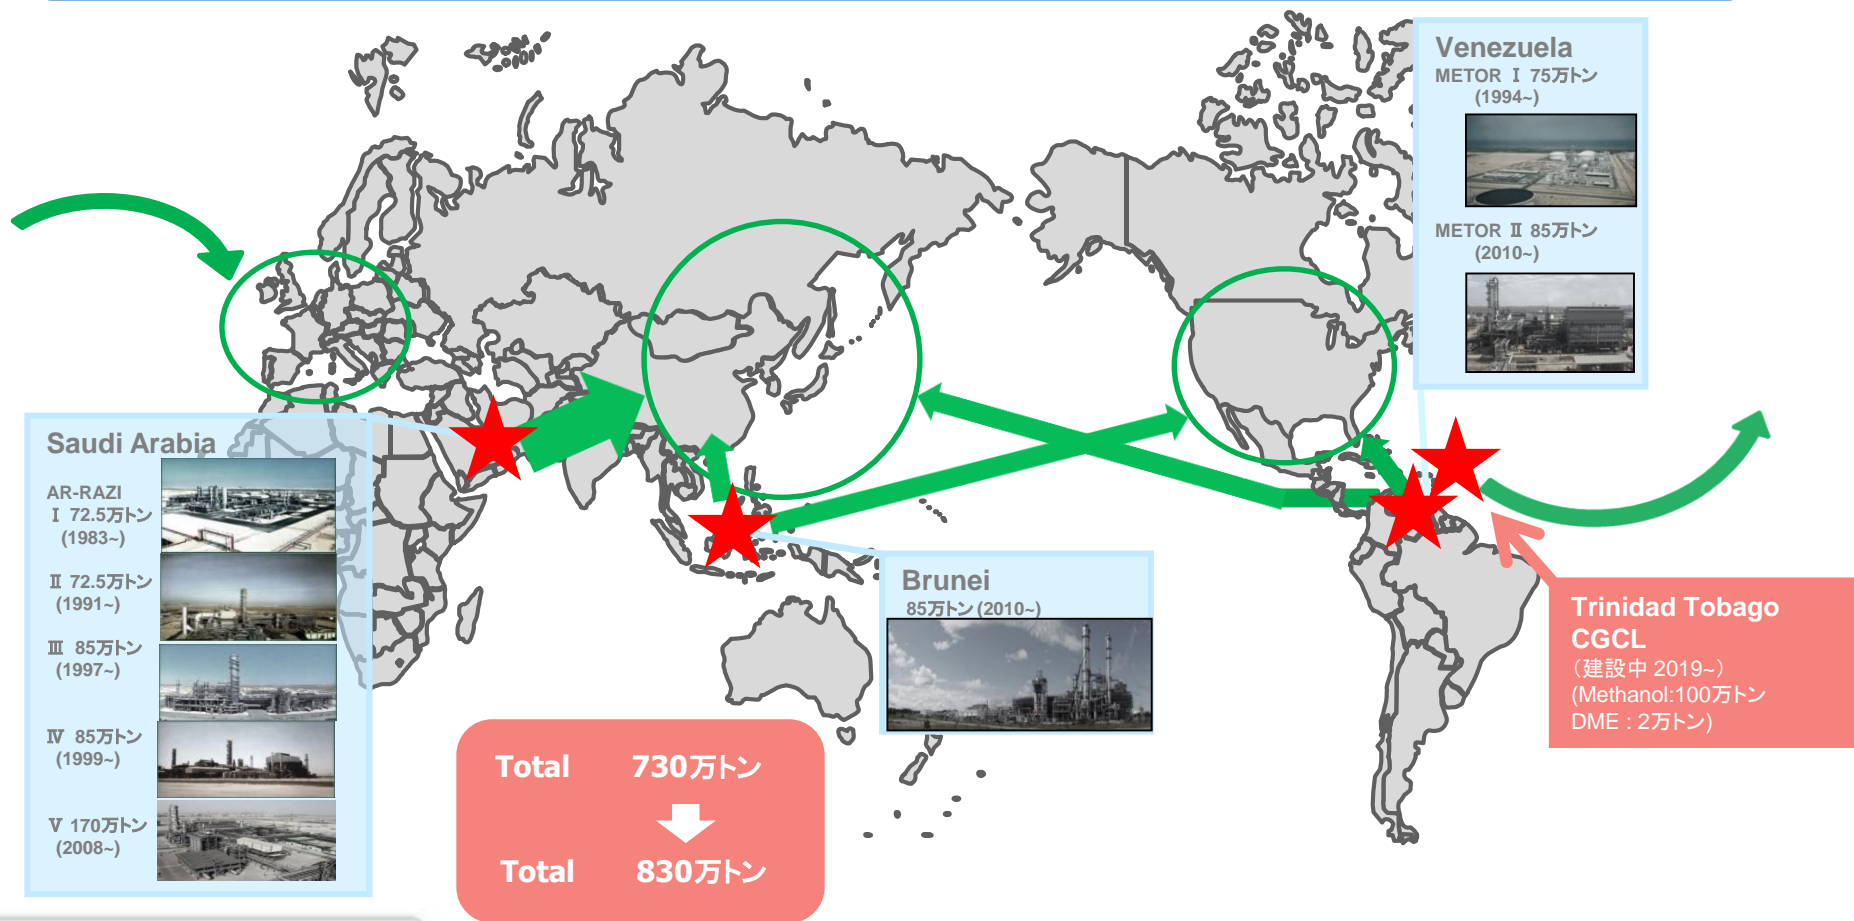 Venezuela
METOR Ⅰ 75万トン
(1994~)
METOR Ⅱ 85万トン
(2010~)
Saudi Arabia
AR-RAZI
Ⅰ 72.5万トン
(1983~)
Ⅱ 72.5万トン
(1991~)
Ⅲ 85万トン
(1997~)
Ⅳ 85万トン
(1999~)
Ⅴ 170万トン
(2008~)
Brunei
85万トン (2010~)
Trinidad Tobago
CGCL
（建設中 2019~）
(Methanol:100万トン
DME : 2万トン)
Total 730万トン
Total 830万トン